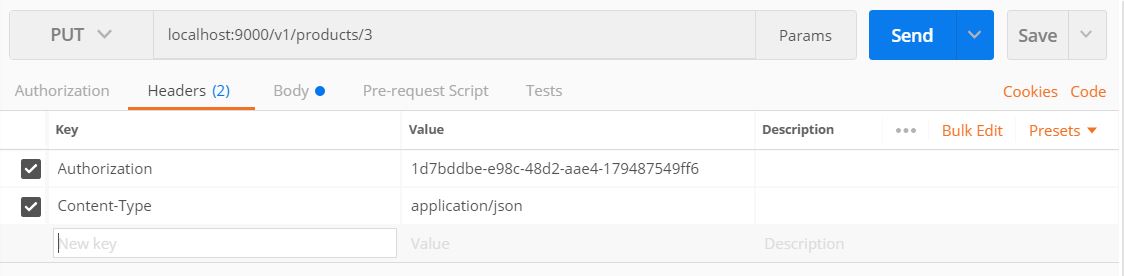 PUT localhost:9000/v1/products/3 Params Send Save
Authorization Headers (2) Body Pre-request Script Tests Cookies Code
Key Value Description ••• Bulk Edit Presets
Authorization 1d7bddbe-e98c-48d2-aae4-179487549ff6
Content-Type application/json
New key Value Description